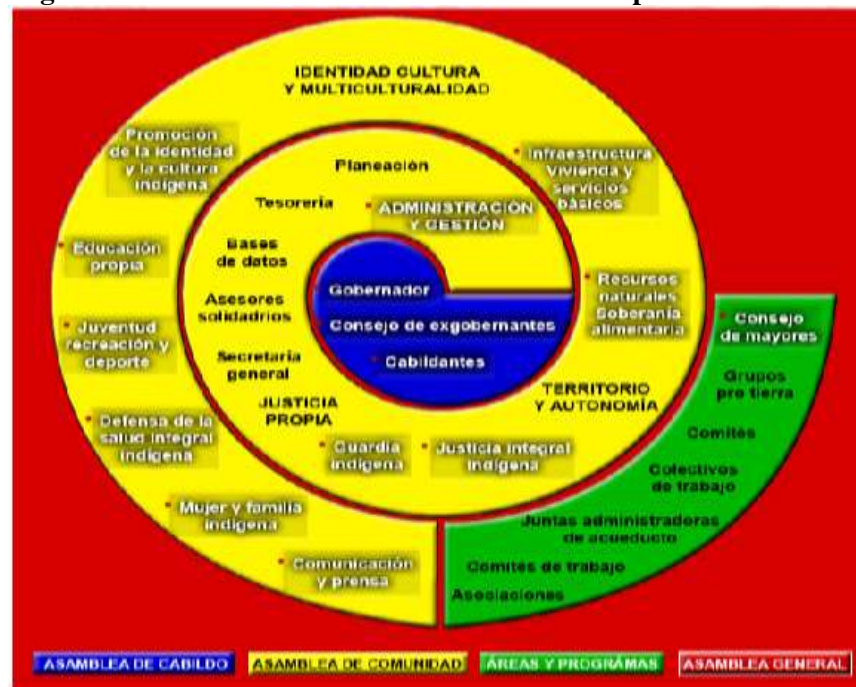 IDENTIDAD CULTURA
Y MULTICULTURALIDAD
Promoción
de la identidad
y la cultura
indígena
Planeación
Infraestructura
Vivienda y
servicios
básicos
Tesorería
ADMINISTRACIÓN
Y GESTIÓN
Educación
propia
Bases
de datos
Gobernador
Recursos
naturales
Soberanía
alimentaria
Asesores
solidadrios
Consejo de exgobernantes
Consejo
de mayores
Juventud
recreación y
deporte
Secretaría
general
Cabildantes
Grupos
pro tierra
JUSTICIA
PROPIA
TERRITORIO
Y AUTONOMÍA
Defensa de la
salud integral
indígena
Guardia
indígena
Justicia integral
indígena
Comités
Colectivos
de trabajo
Mujer y familia
indígena
Juntas administradoras
de acueducto
Comunicación
y prensa
Comités de trabajo
Asociaciones
ASAMBLEA DE CABILDO
ASAMBLEA DE COMUNIDAD
ÁREAS Y PROGRÁMAS
ASAMBLEA GENERAL